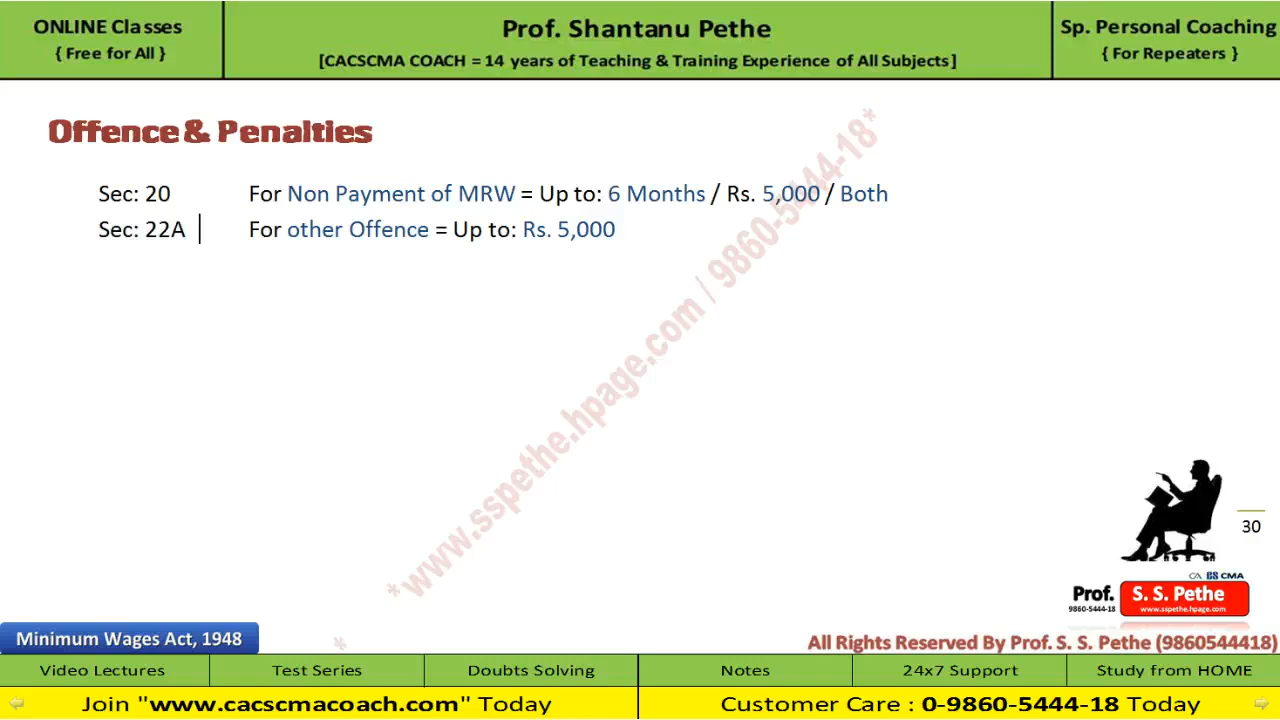 ONLINE Classes
{ Free for All }
Prof. Shantanu Pethe
[CACSCMA COACH = 14 years of Teaching & Training Experience of All Subjects]
Sp. Personal Coaching
{ For Repeaters }
Offence & Penalties
Sec: 20 For Non Payment of MRW = Up to: 6 Months / Rs. 5,000 / Both
Sec: 22A For other Offence = Up to: Rs. 5,000
*www.sspethe.hpage.com / 9860-5444-18*
30
CA CS CMA
Prof. S. S. Pethe
9860-5444-18 www.sspethe.hpage.com
*
Minimum Wages Act, 1948
All Rights Reserved By Prof. S. S. Pethe (9860544418)
Video Lectures Test Series Doubts Solving Notes 24x7 Support Study from HOME
Join "www.cacscmacoach.com" Today Customer Care : 0-9860-5444-18 Today